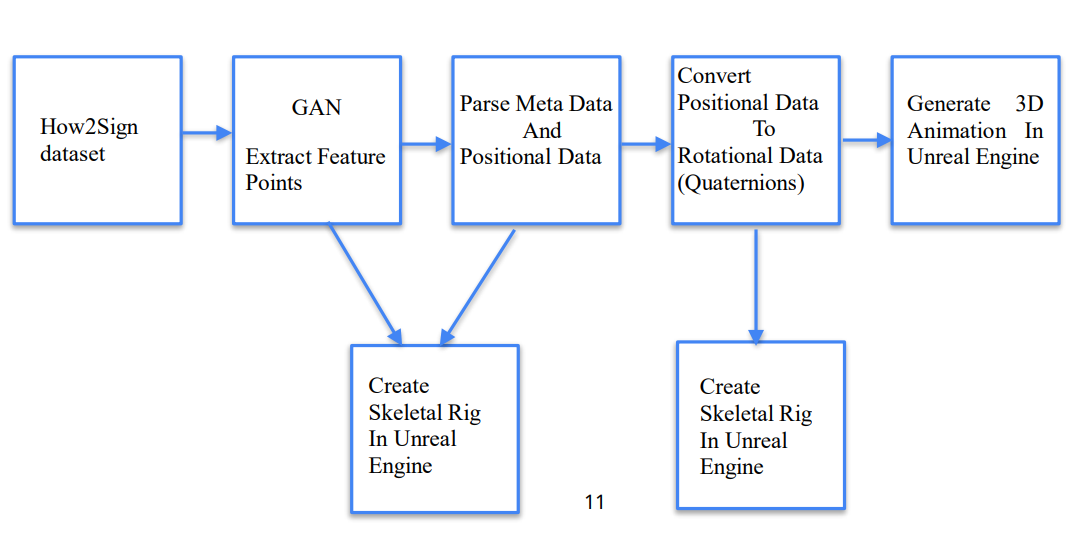 How2Sign
dataset
GAN
Extract Feature
Points
Parse Meta Data
And
Positional Data
Convert
Positional Data
To
Rotational Data
(Quaternions)
Generate 3D
Animation In
Unreal Engine
Create
Skeletal Rig
In Unreal
Engine
Create
Skeletal Rig
In Unreal
Engine
11